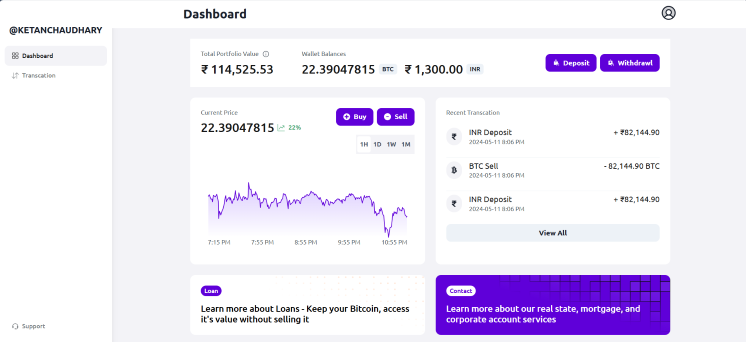 Dashboard
@KETANCHAUDHARY
Dashboard
Transcation
Support
Total Portfolio Value
₹ 114,525.53
Wallet Balances
22.39047815 BTC ₹ 1,300.00 INR
Deposit
Withdrawl
Current Price
22.39047815 22%
Buy
Sell
1H 1D 1W 1M
7:15 PM 7:55 PM 8:55 PM 9:55 PM 10:55 PM
Recent Transcation
₹ INR Deposit + ₹82,144.90
2024-05-11 8:06 PM
BTC Sell - 82,144.90 BTC
2024-05-11 8:06 PM
₹ INR Deposit + ₹82,144.90
2024-05-11 8:06 PM
View All
Loan
Learn more about Loans - Keep your Bitcoin, access
it's value without selling it
Contact
Learn more about our real state, mortgage, and
corporate account services